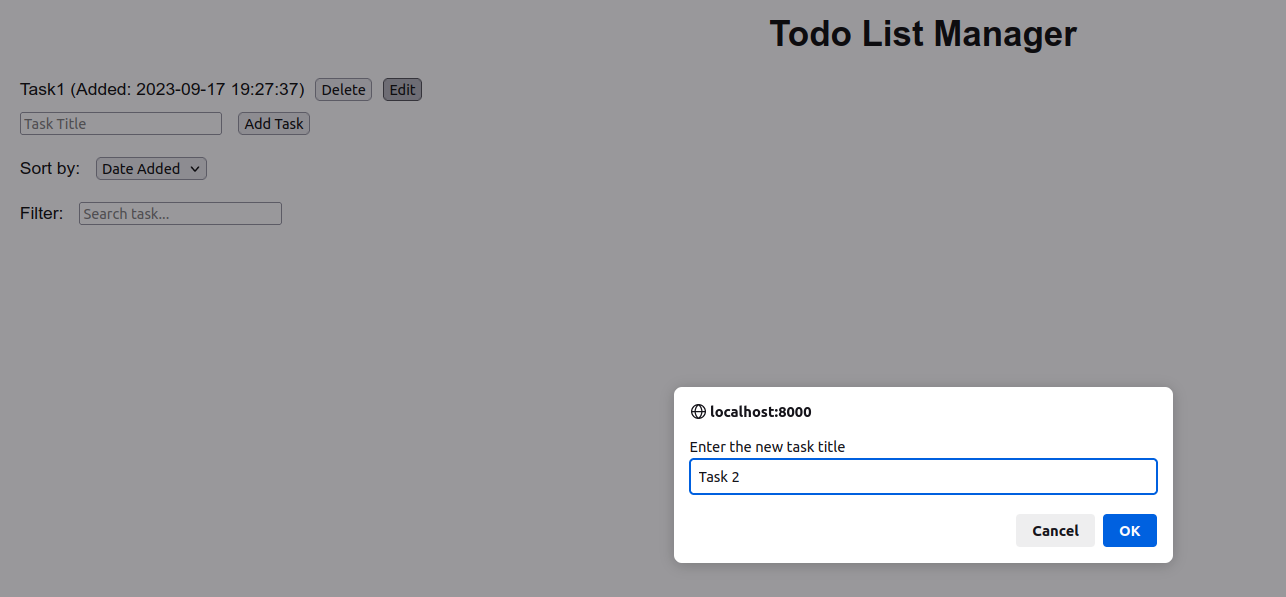 Todo List Manager
Task1 (Added: 2023-09-17 19:27:37) Delete Edit
Task Title Add Task
Sort by: Date Added
Filter: Search task...
localhost:8000
Enter the new task title
Task 2
Cancel OK